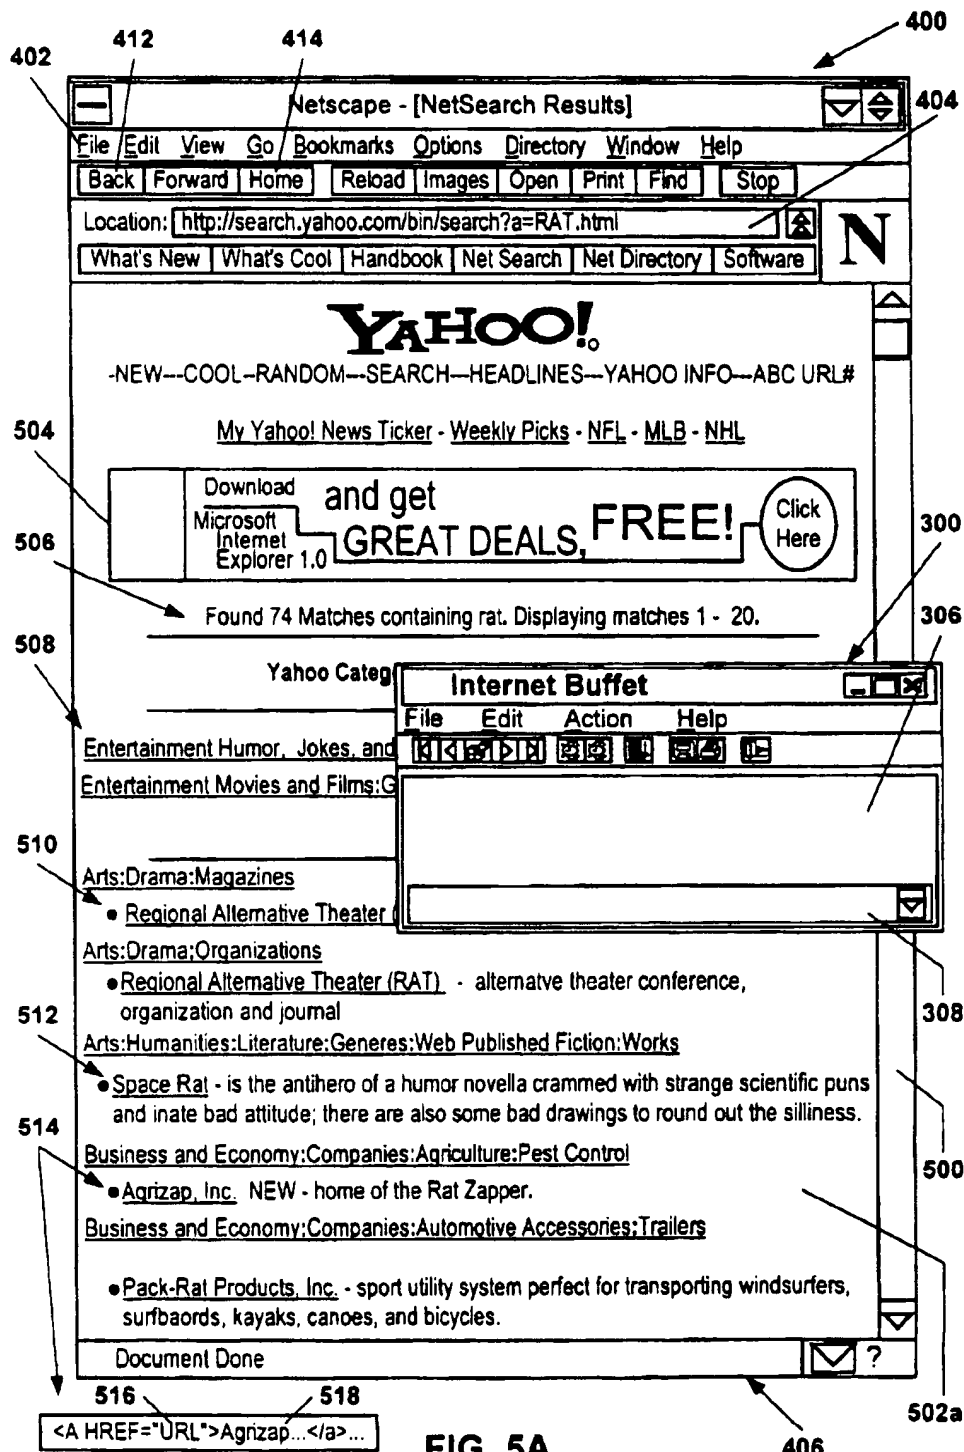 400
412
414
402
Netscape - [NetSearch Results]
404
File Edit View Go Bookmarks Options Directory Window Help
Back Forward Home Reload Images Open Print Find Stop
Location: http://search.yahoo.com/bin/search?a=RAT.html
N
What's New What's Cool Handbook Net Search Net Directory Software
YAHOO!
-NEW---COOL--RANDOM---SEARCH---HEADLINES---YAHOO INFO---ABC URL#
504
My Yahoo! News Ticker - Weekly Picks - NFL - MLB - NHL
Download
Microsoft
Internet
Explorer 1.0
and get
GREAT DEALS, FREE!
Click
Here
300
506
Found 74 Matches containing rat. Displaying matches 1 - 20.
306
508
Yahoo Categ
Internet Buffet
File Edit Action Help
Entertainment Humor, Jokes, and
Entertainment Movies and Films:G
510
Arts:Drama:Magazines
• Regional Alternative Theater (
Arts:Drama;Organizations
•Regional Alternative Theater (RAT) - alternatve theater conference,
organization and journal
308
512
Arts:Humanities:Literature:Generes:Web Published Fiction:Works
•Space Rat - is the antihero of a humor novella crammed with strange scientific puns
and inate bad attitude; there are also some bad drawings to round out the silliness.
514
Business and Economy:Companies:Agriculture:Pest Control
500
•Agrizap, Inc. NEW - home of the Rat Zapper.
Business and Economy:Companies:Automotive Accessories;Trailers
•Pack-Rat Products, Inc. - sport utility system perfect for transporting windsurfers,
surfbaords, kayaks, canoes, and bicycles.
Document Done
?
516
518
502a
<A HREF="URL">Agrizap...</a>...
FIG. 5A
406